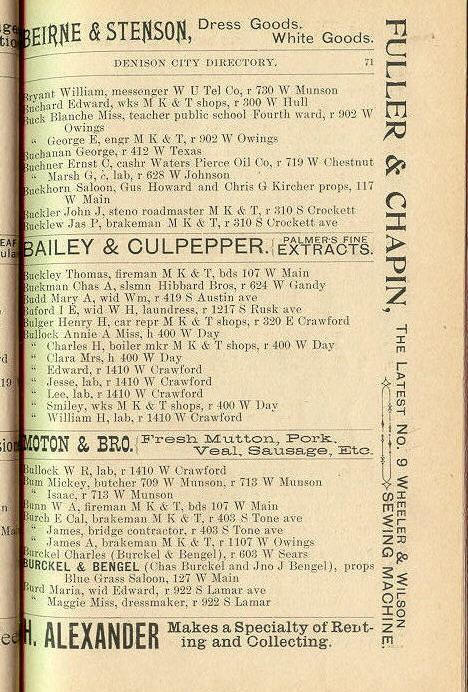 BEIRNE & STENSON, Dress Goods.
White Goods.
DENISON CITY DIRECTORY. 71
Bryant William, messenger W U Tel Co, r 730 W Munson
Buchard Edward, wks M K & T shops, r 300 W Hull
Buck Blanche Miss, teacher public school Fourth ward, r 902 W
Owings
" George E, engr M K & T, r 902 W Owings
Buchanan George, r 412 W Texas
Buchner Ernst C, cashr Waters Pierce Oil Co, r 719 W Chestnut
" Marsh G, c, lab, r 628 W Johnson
Buckhorn Saloon, Gus Houard and Chris G Kircher props, 117
W Main
Buckler John J, steno roadmaster M K & T, r 310 S Crockett
Bucklew Jas P, brakeman M K & T, r 310 S Crockett ave
BAILEY & CULPEPPER. { PALMER'S FINE
EXTRACTS.
Buckley Thomas, fireman M K & T, bds 107 W Main
Buckman Chas A, slsmn Hibbard Bros, r 624 W Gandy
Budd Mary A, wid Wm, r 419 S Austin ave
Buford I E, wid W H, laundress, r 1217 S Rusk ave
Bulger Henry H, car repr M K & T shops, r 320 E Crawford
Bullock Annie A Miss, h 400 W Day
" Charles H, boiler mkr M K & T shops, r 400 W Day
" Clara Mrs, h 400 W Day
" Edward, r 1410 W Crawford
" Jesse, lab, r 1410 W Crawford
" Lee, lab, r 1410 W Crawford
" Smiley, wks M K & T shops, r 400 W Day
" William H, lab, r 1410 W Crawford
MOTON & BRO. { Fresh Mutton, Pork,
Veal, Sausage, Etc.
Bullock W R, lab, r 1410 W Crawford
Bum Mickey, butcher 709 W Munson, r 713 W Munson
" Isaac, r 713 W Munson
Bunn W A, fireman M K & T, bds 107 W Main
Burch E Cal, brakeman M K & T, r 403 S Tone ave
" James, bridge contractor, r 403 S Tone ave
" James A, brakeman M K & T, r 1107 W Owings
Burckel Charles (Burckel & Bengel), r 603 W Sears
BURCKEL & BENGEL (Chas Burckel and Jno J Bengel), props
Blue Grass Saloon, 127 W Main
Burd Maria, wid Edward, r 922 S Lamar ave
" Maggie Miss, dressmaker, r 922 S Lamar
H. ALEXANDER Makes a Specialty of Rent-
ing and Collecting.
FULLER & CHAPIN, THE LATEST NO. 9 WHEELER & WILSON
SEWING MACHINE.